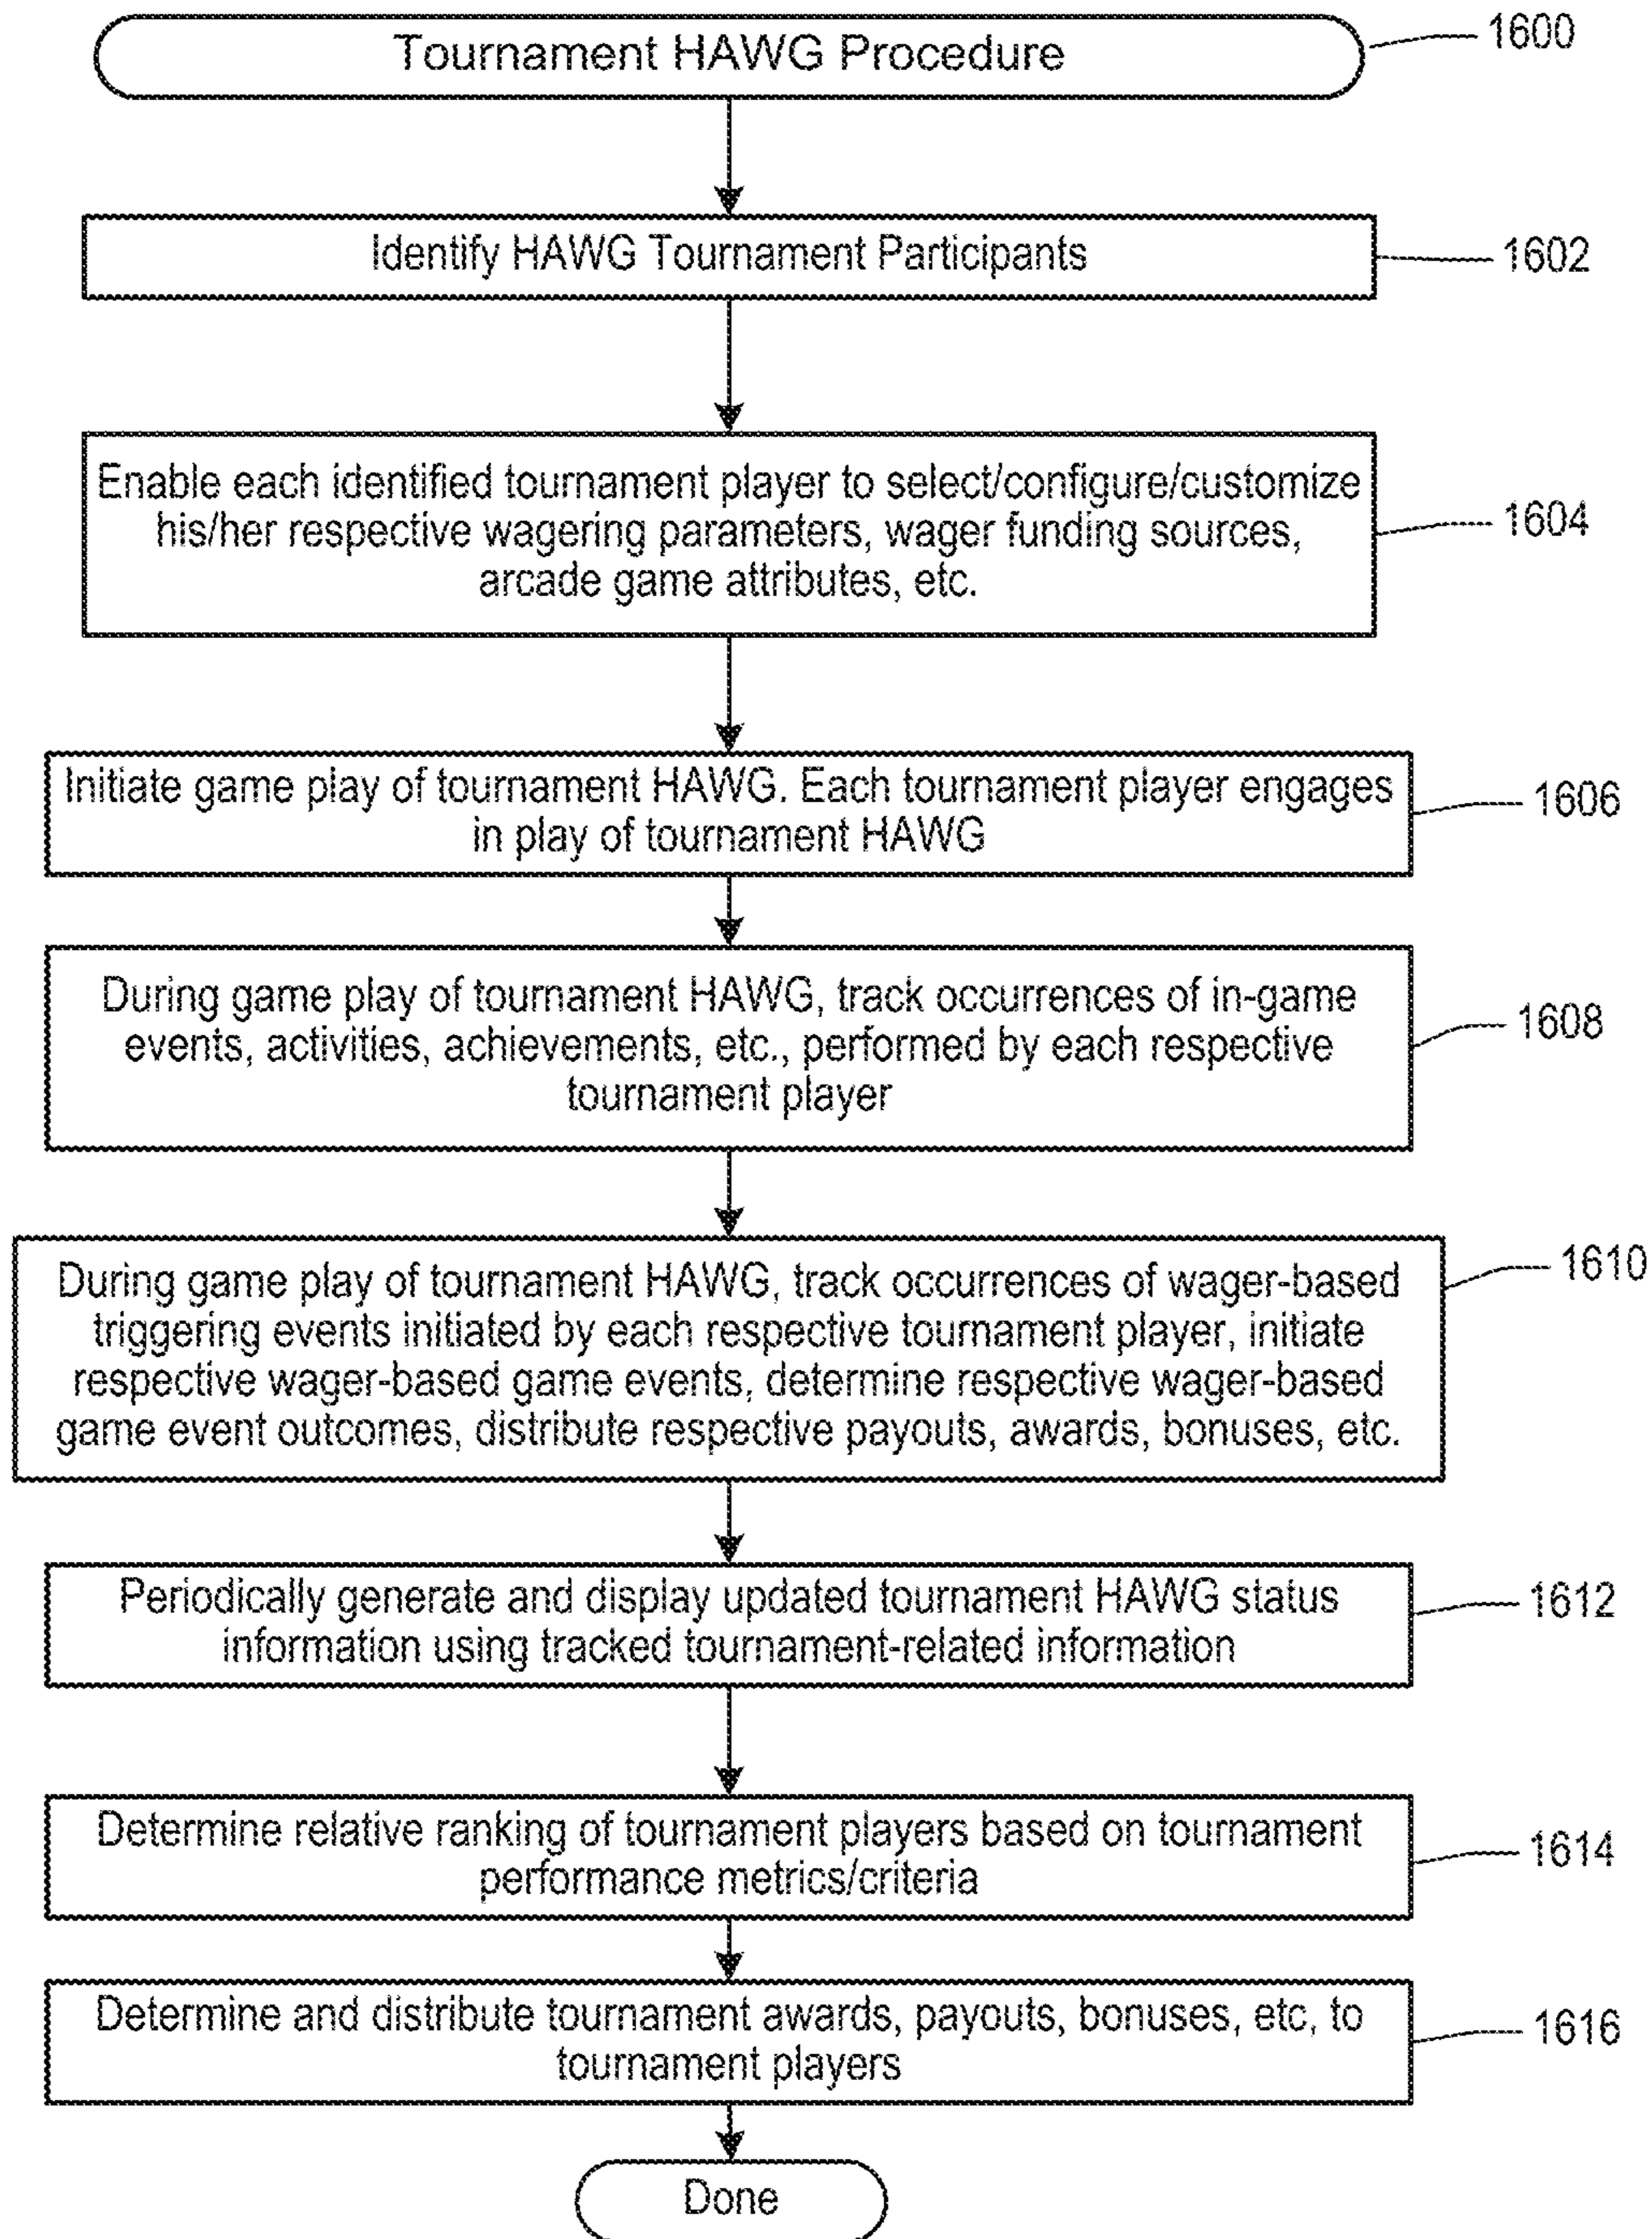 Tournament HAWG Procedure
1600
Identify HAWG Tournament Participants
1602
Enable each identified tournament player to select/configure/customize
his/her respective wagering parameters, wager funding sources,
arcade game attributes, etc.
1604
Initiate game play of tournament HAWG. Each tournament player engages
in play of tournament HAWG
1606
During game play of tournament HAWG, track occurrences of in-game
events, activities, achievements, etc., performed by each respective
tournament player
1608
During game play of tournament HAWG, track occurrences of wager-based
triggering events initiated by each respective tournament player, initiate
respective wager-based game events, determine respective wager-based
game event outcomes, distribute respective payouts, awards, bonuses, etc.
1610
Periodically generate and display updated tournament HAWG status
information using tracked tournament-related information
1612
Determine relative ranking of tournament players based on tournament
performance metrics/criteria
1614
Determine and distribute tournament awards, payouts, bonuses, etc, to
tournament players
1616
Done